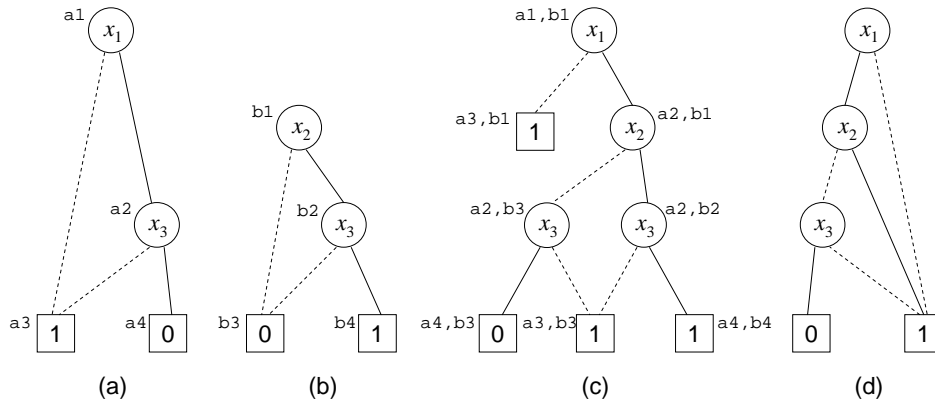 a1 x1 a1,b1 x1 x1
b1 a3,b1 1 x2 a2,b1
x2 x2
a2 x3 b2 x3 a2,b3 x3 x3 a2,b2 x3
a3 1 a4 0 b3 0 b4 1 a4,b3 0 a3,b3 1 1 a4,b4 0 1
(a) (b) (c) (d)